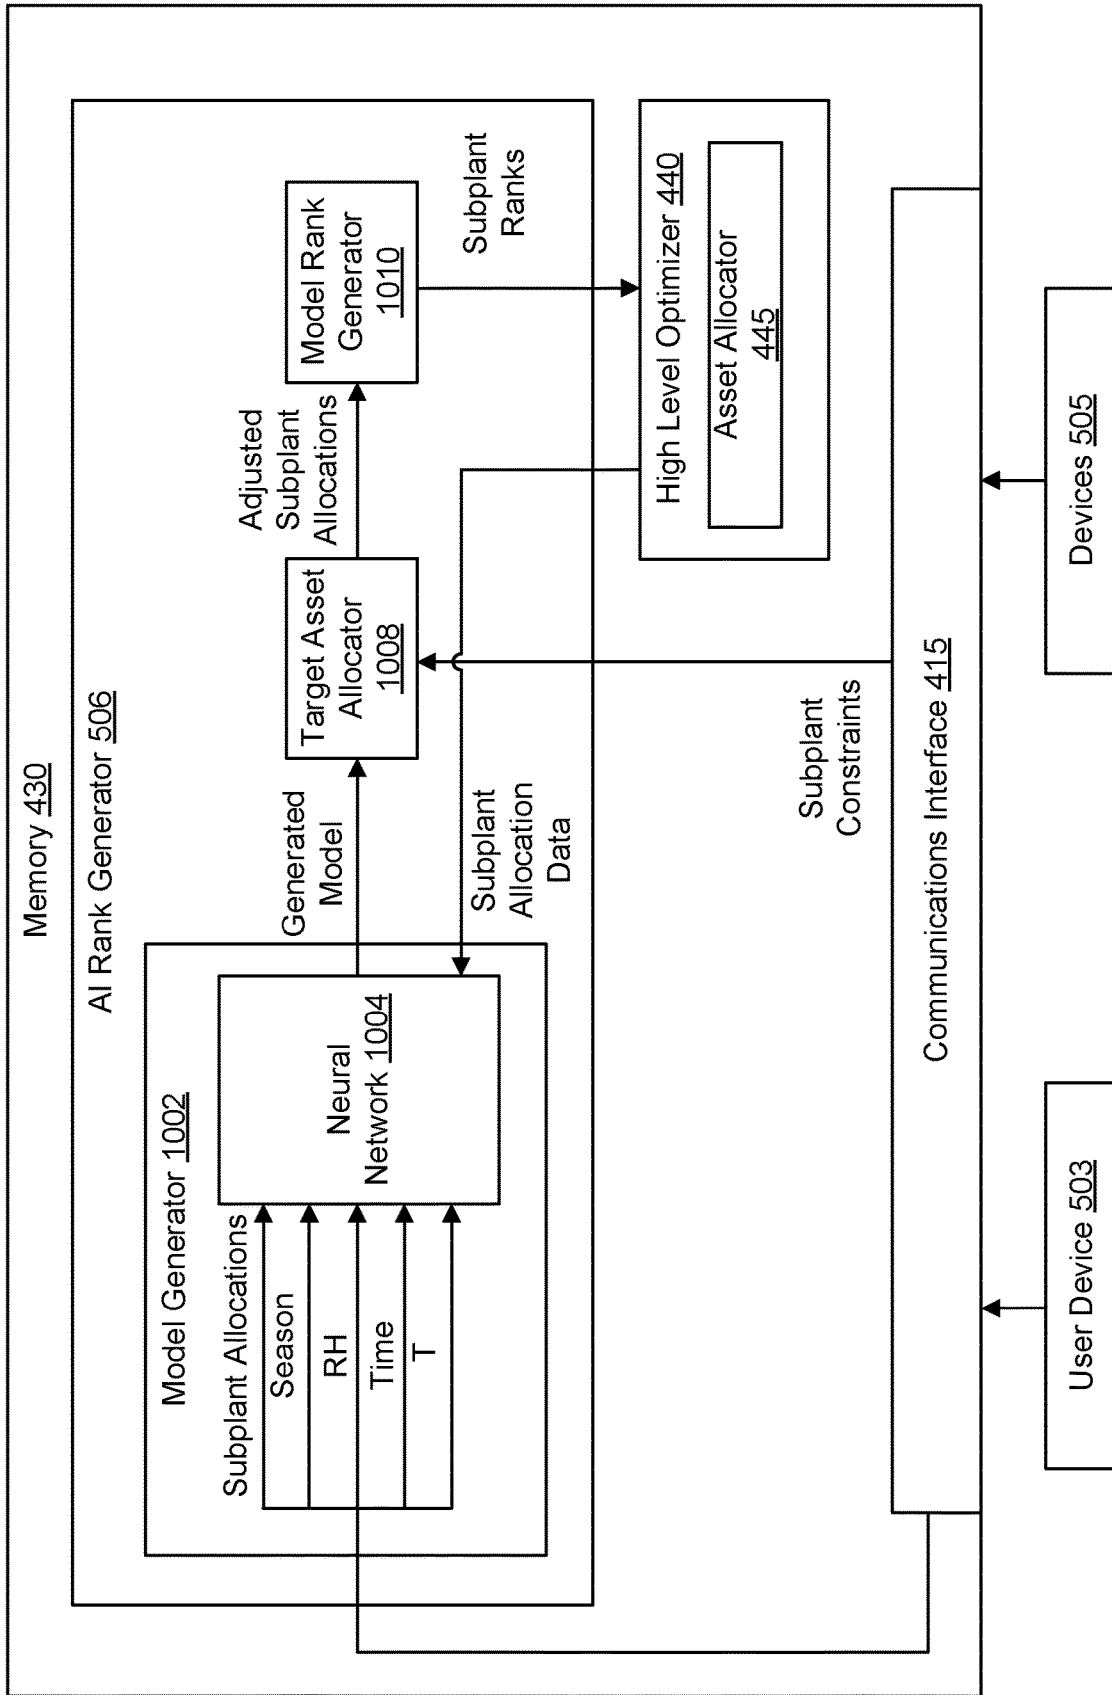 Memory 430
AI Rank Generator 506
Model Generator 1002
Subplant Allocations
Season
RH
Time
T
Neural
Network 1004
Generated
Model
Target Asset
Allocator
1008
Adjusted
Subplant
Allocations
Model Rank
Generator
1010
Subplant
Ranks
Subplant
Allocation
Data
High Level Optimizer 440
Asset Allocator
445
Subplant
Constraints
Communications Interface 415
User Device 503
Devices 505